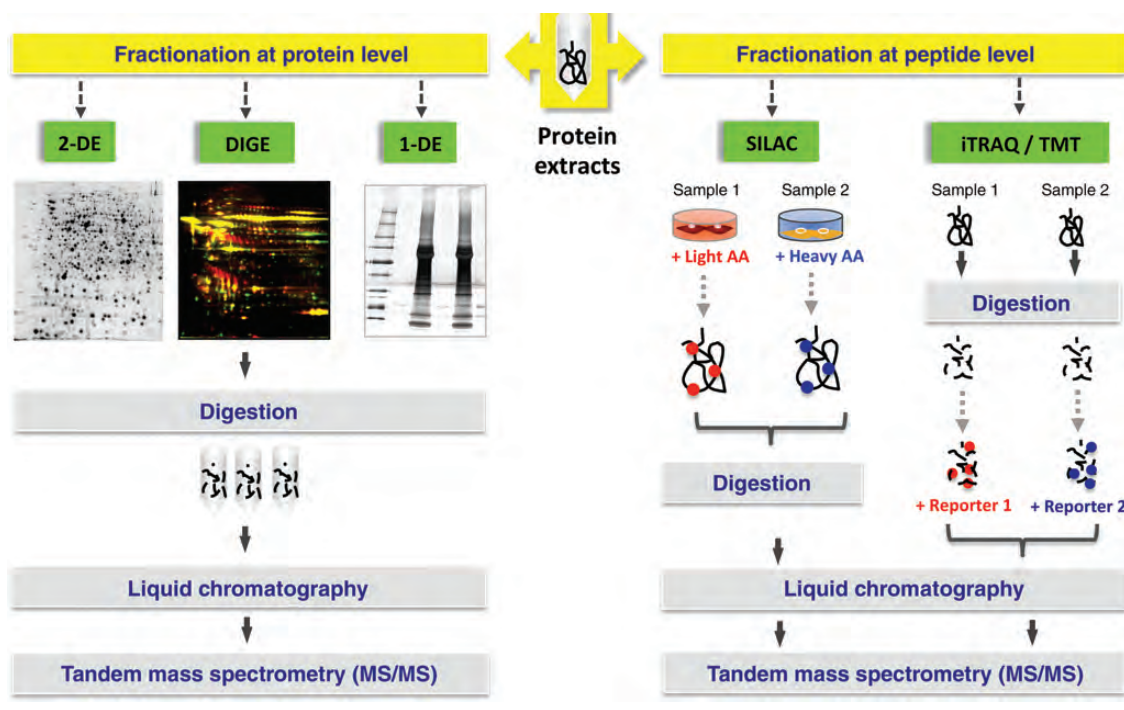 Fractionation at protein level
2-DE
DIGE
1-DE
Digestion
Liquid chromatography
Tandem mass spectrometry (MS/MS)
Protein
extracts
Fractionation at peptide level
SILAC
Sample 1
Sample 2
+ Light AA
+ Heavy AA
Digestion
iTRAQ / TMT
Sample 1
Sample 2
Digestion
+ Reporter 1
+ Reporter 2
Liquid chromatography
Tandem mass spectrometry (MS/MS)